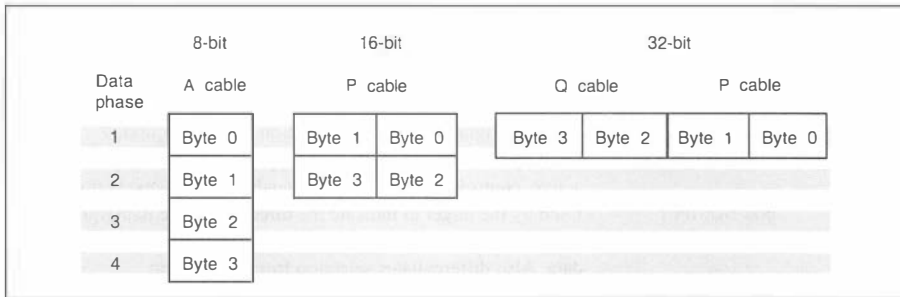 8-bit 16-bit 32-bit
Data phase A cable P cable Q cable P cable
1 Byte 0 Byte 1 Byte 0 Byte 3 Byte 2 Byte 1 Byte 0
2 Byte 1 Byte 3 Byte 2
3 Byte 2
4 Byte 3